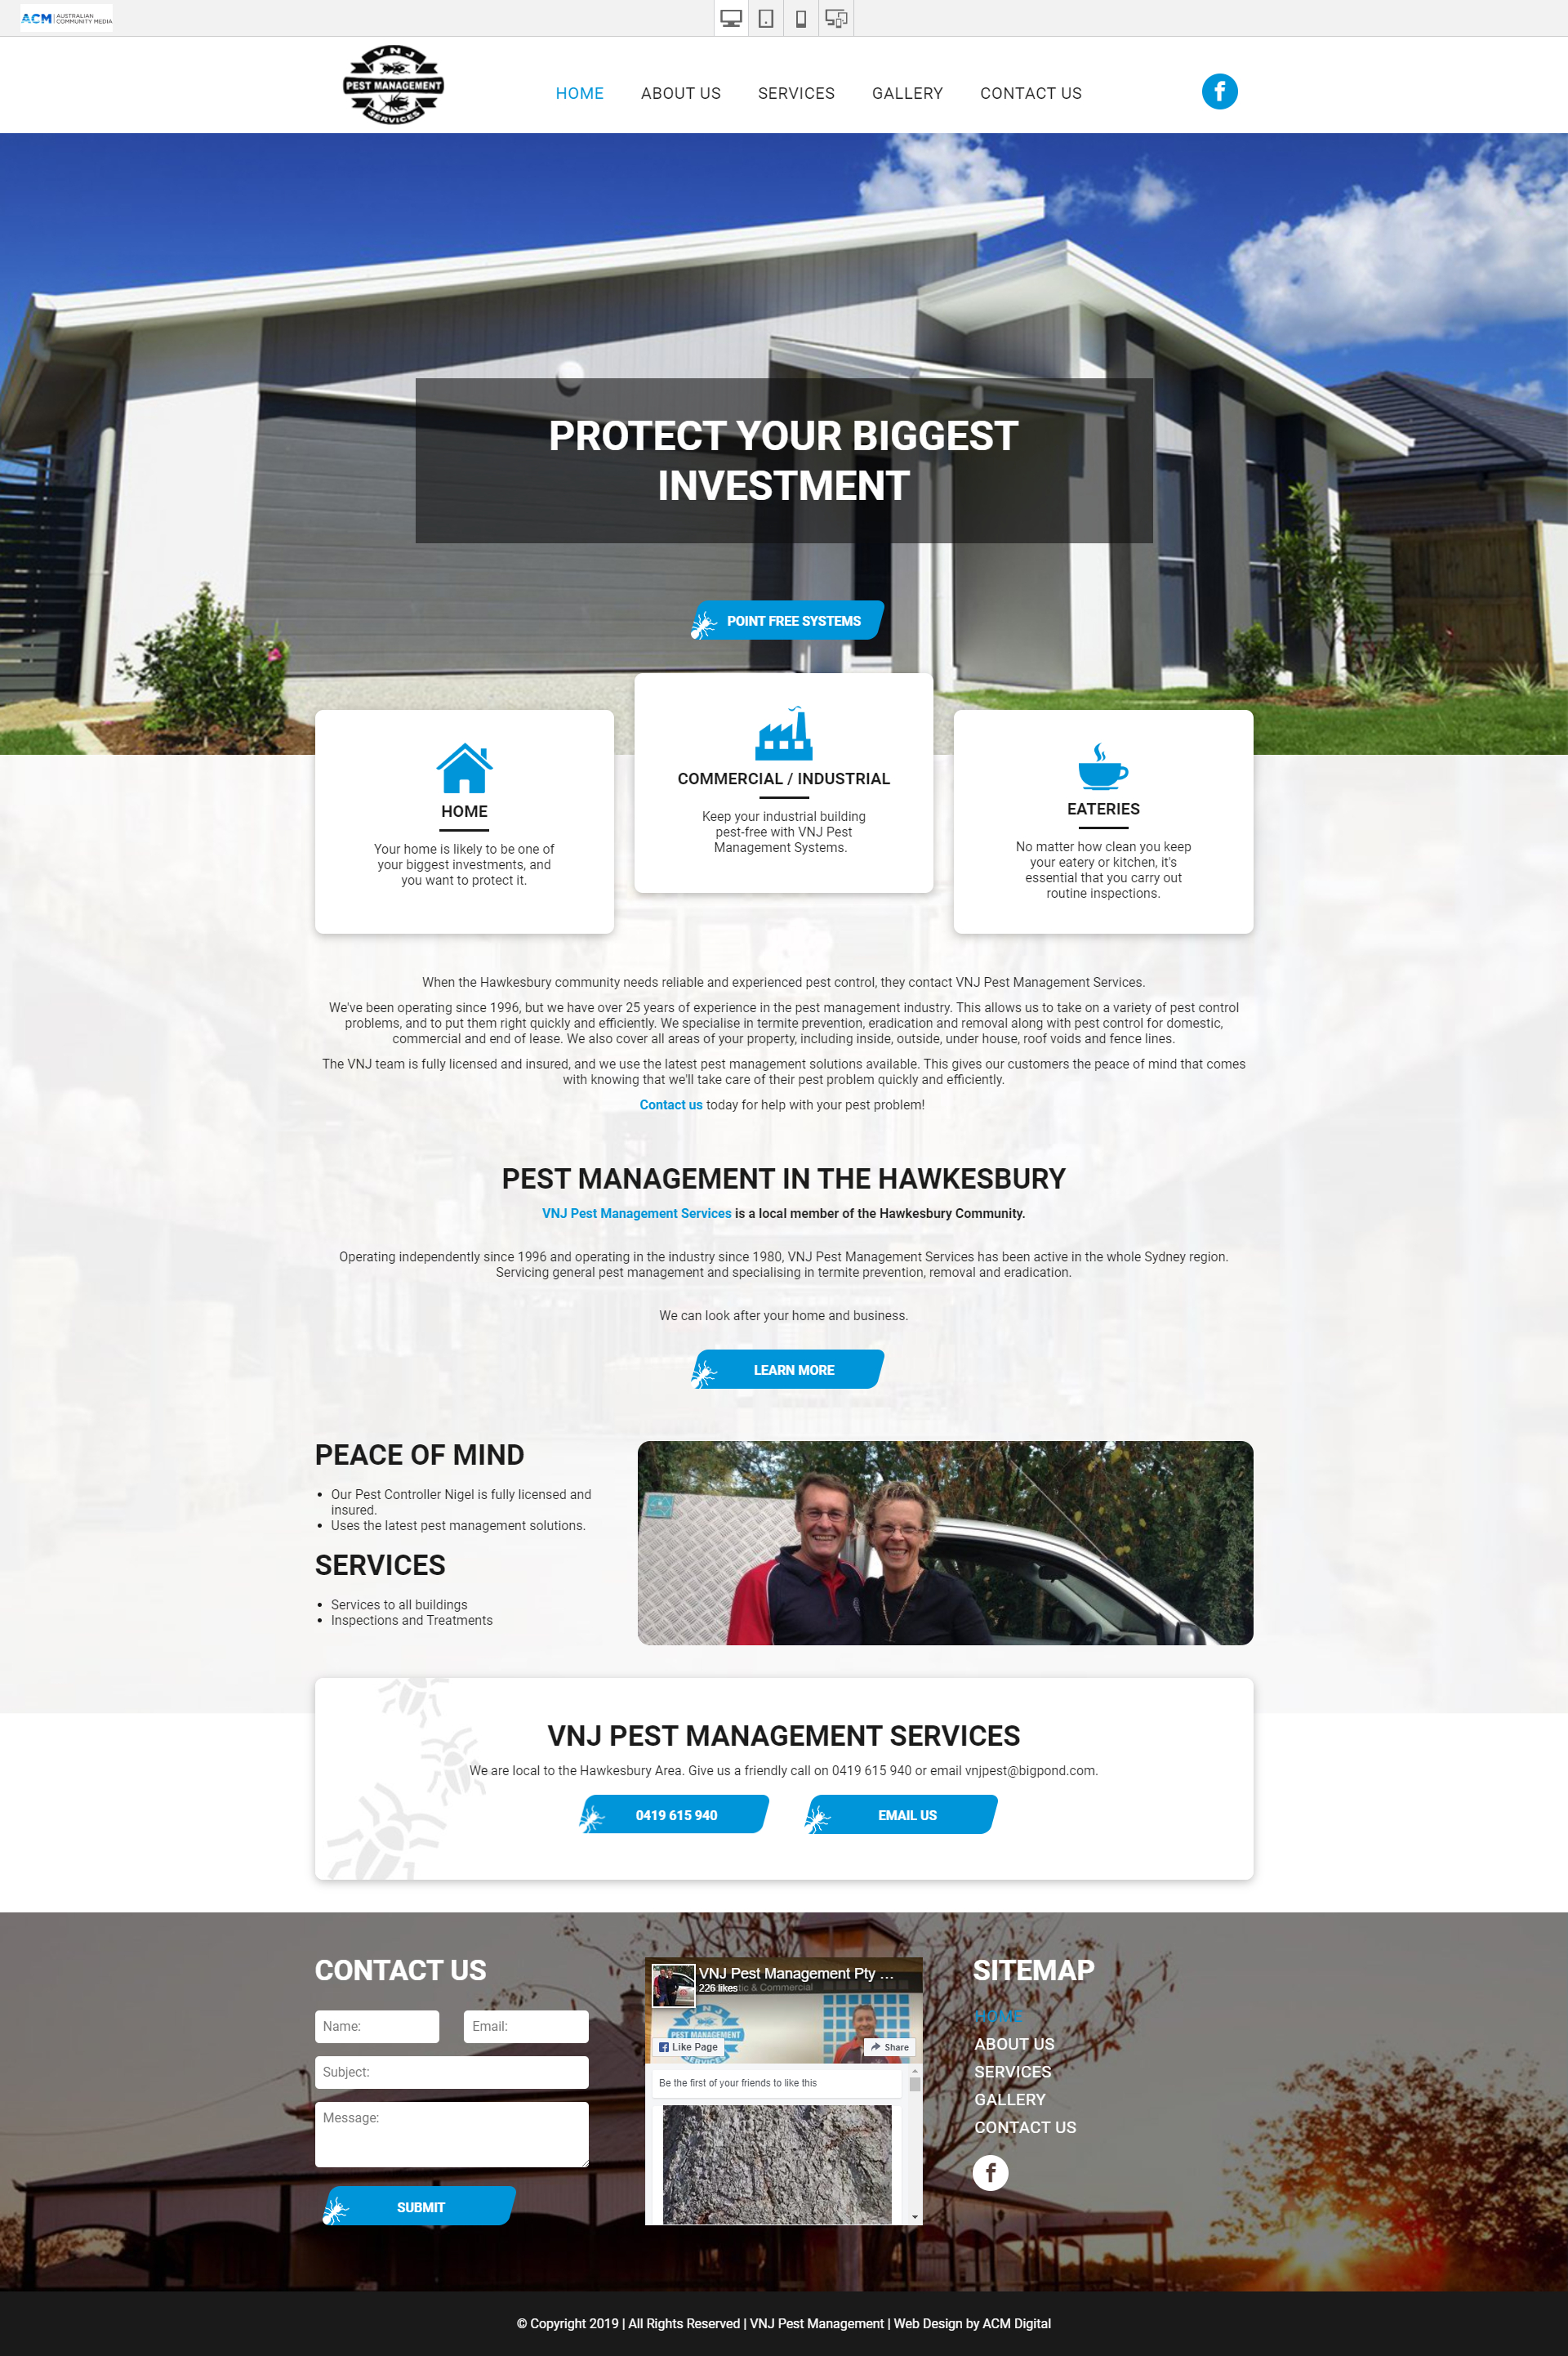 ACM AUSTRALIAN
COMMUNITY MEDIA
VNJ
PEST MANAGEMENT
SERVICES
HOME ABOUT US SERVICES GALLERY CONTACT US
PROTECT YOUR BIGGEST
INVESTMENT
POINT FREE SYSTEMS
HOME
Your home is likely to be one of
your biggest investments, and
you want to protect it.
COMMERCIAL / INDUSTRIAL
Keep your industrial building
pest-free with VNJ Pest
Management Systems.
EATERIES
No matter how clean you keep
your eatery or kitchen, it's
essential that you carry out
routine inspections.
When the Hawkesbury community needs reliable and experienced pest control, they contact VNJ Pest Management Services.
We've been operating since 1996, but we have over 25 years of experience in the pest management industry. This allows us to take on a variety of pest control
problems, and to put them right quickly and efficiently. We specialise in termite prevention, eradication and removal along with pest control for domestic,
commercial and end of lease. We also cover all areas of your property, including inside, outside, under house, roof voids and fence lines.
The VNJ team is fully licensed and insured, and we use the latest pest management solutions available. This gives our customers the peace of mind that comes
with knowing that we'll take care of their pest problem quickly and efficiently.
Contact us today for help with your pest problem!
PEST MANAGEMENT IN THE HAWKESBURY
VNJ Pest Management Services is a local member of the Hawkesbury Community.
Operating independently since 1996 and operating in the industry since 1980, VNJ Pest Management Services has been active in the whole Sydney region.
Servicing general pest management and specialising in termite prevention, removal and eradication.
We can look after your home and business.
LEARN MORE
PEACE OF MIND
Our Pest Controller Nigel is fully licensed and
insured.
Uses the latest pest management solutions.
SERVICES
Services to all buildings
Inspections and Treatments
VNJ PEST MANAGEMENT SERVICES
We are local to the Hawkesbury Area. Give us a friendly call on 0419 615 940 or email vnjpest@bigpond.com.
0419 615 940 EMAIL US
CONTACT US
Name: Email:
Subject:
Message:
SUBMIT
VNJ Pest Management Pty ...
226 likes
tic & Commercial
VNJ
PEST MANAGEMENT
Like Page Share
Be the first of your friends to like this
SITEMAP
HOME
ABOUT US
SERVICES
GALLERY
CONTACT US
© Copyright 2019 | All Rights Reserved | VNJ Pest Management | Web Design by ACM Digital